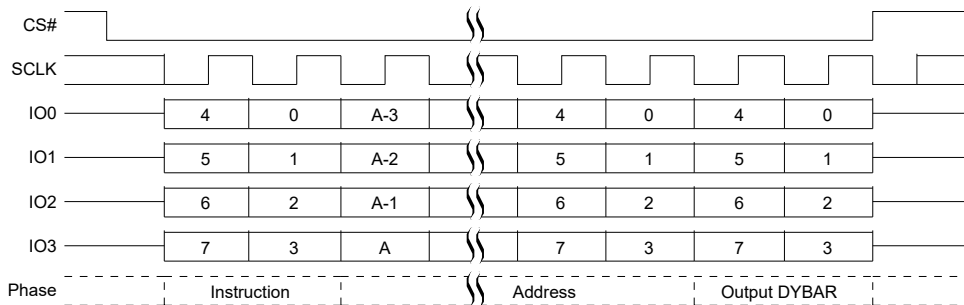 CS#
SCLK
IO0 4 0 A-3 4 0 4 0
IO1 5 1 A-2 5 1 5 1
IO2 6 2 A-1 6 2 6 2
IO3 7 3 A 7 3 7 3
Phase Instruction Address Output DYBAR